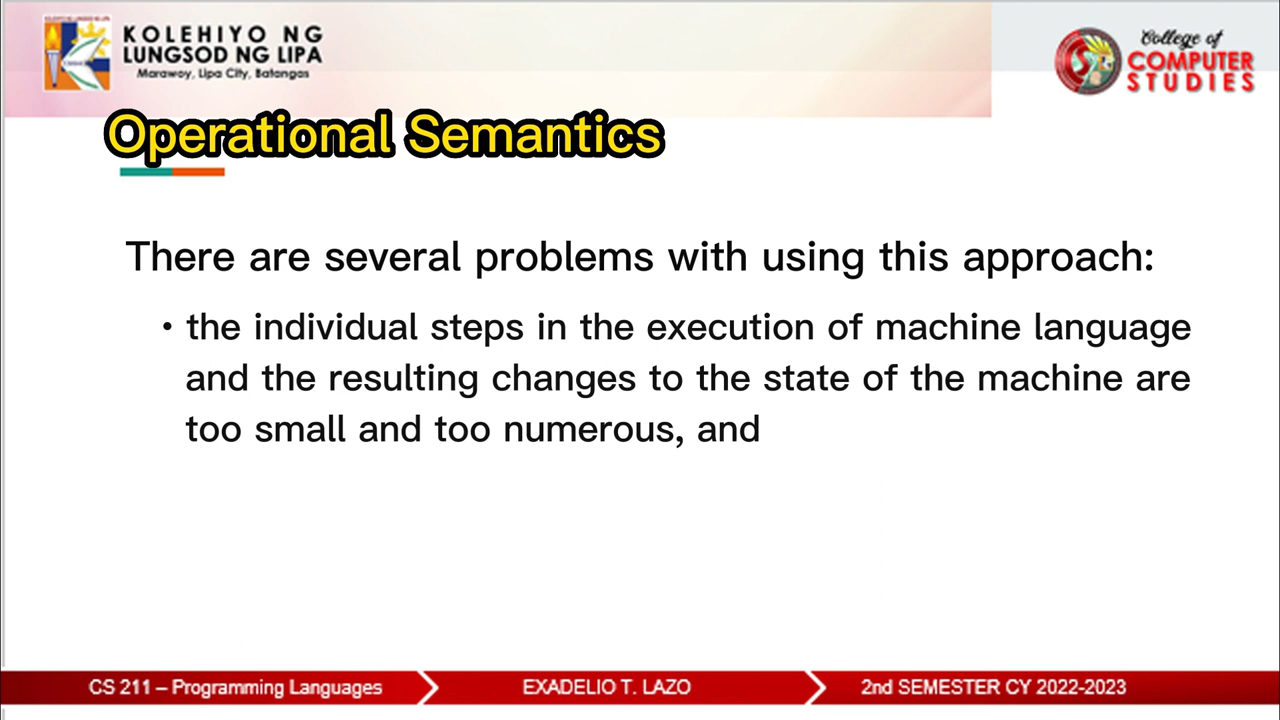 KOLEHIYO NG
LUNGSOD NG LIPA
Marawoy, Lipa City, Batangas
College of
COMPUTER
STUDIES
Operational Semantics
There are several problems with using this approach:
• the individual steps in the execution of machine language
and the resulting changes to the state of the machine are
too small and too numerous, and
CS 211 – Programming Languages
EXADELIO T. LAZO
2nd SEMESTER CY 2022-2023